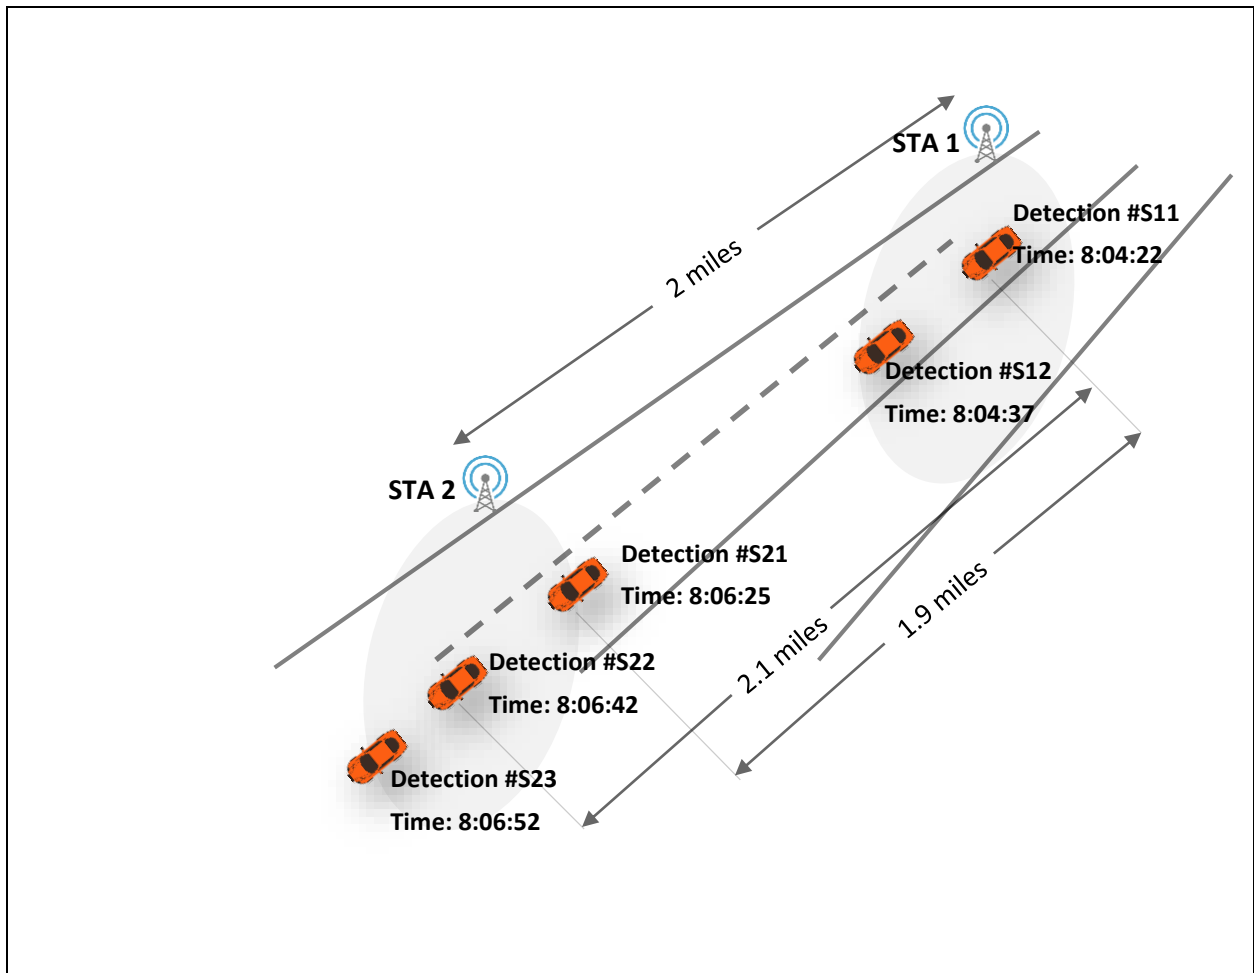 STA 1
Detection #S11
Time: 8:04:22
2 miles
Detection #S12
Time: 8:04:37
STA 2
Detection #S21
Time: 8:06:25
1.9 miles
2.1 miles
Detection #S22
Time: 8:06:42
Detection #S23
Time: 8:06:52